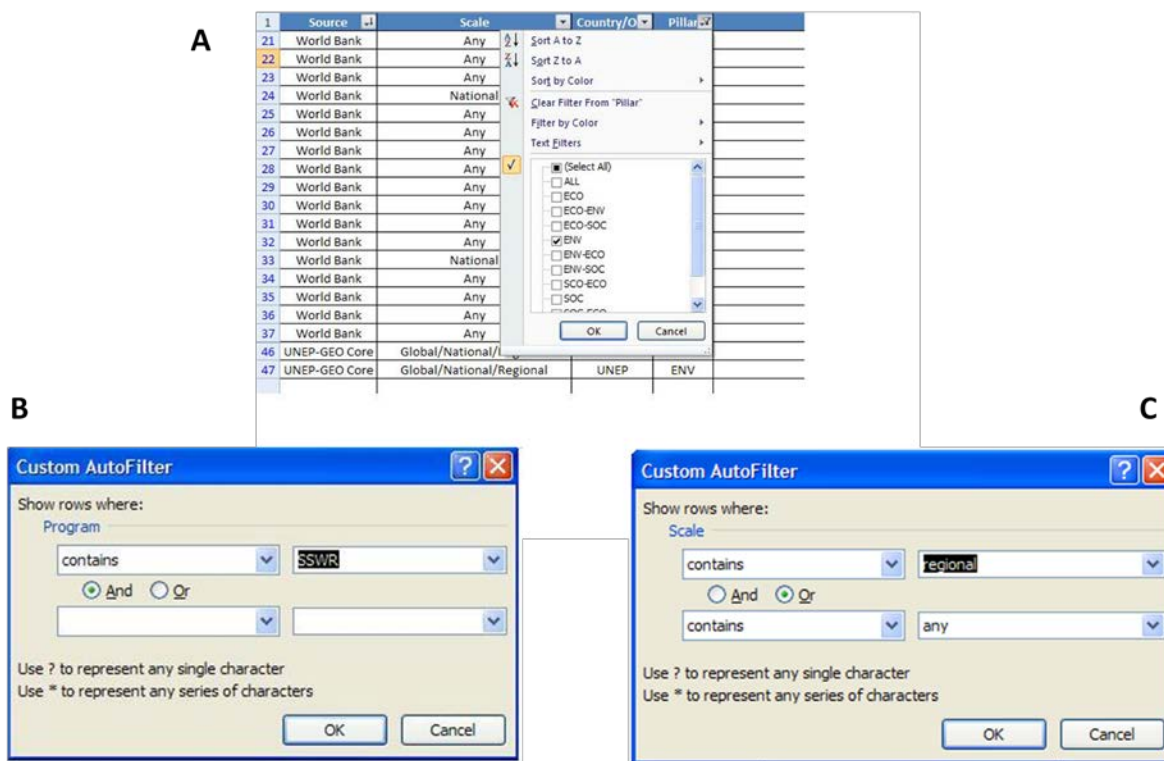 A
1 Source Scale Country/O Pillar
21 World Bank Any
22 World Bank Any
23 World Bank Any
24 World Bank National
25 World Bank Any
26 World Bank Any
27 World Bank Any
28 World Bank Any
29 World Bank Any
30 World Bank Any
31 World Bank Any
32 World Bank Any
33 World Bank National
34 World Bank Any
35 World Bank Any
36 World Bank Any
37 World Bank Any
46 UNEP-GEO Core Global/National/
47 UNEP-GEO Core Global/National/Regional UNEP ENV
Sort A to Z
Sort Z to A
Sort by Color
Clear Filter From "Pillar"
Filter by Color
Text Filters
(Select All)
ALL
ECO
ECO-ENV
ECO-SOC
ENV
ENV-ECO
ENV-SOC
SCO-ECO
SOC
OK Cancel
B
Custom AutoFilter
Show rows where:
Program
contains SSWR
And Or
Use ? to represent any single character
Use * to represent any series of characters
OK Cancel
C
Custom AutoFilter
Show rows where:
Scale
contains regional
And Or
contains any
Use ? to represent any single character
Use * to represent any series of characters
OK Cancel